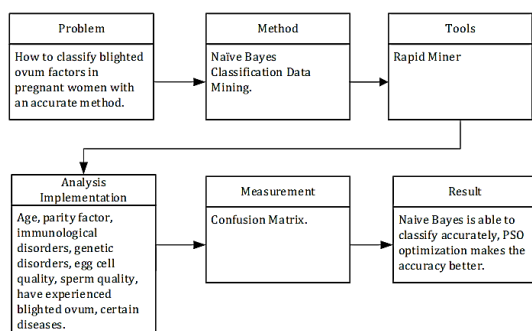 Problem
How to classify blighted
ovum factors in
pregnant women with
an accurate method.
Method
Naïve Bayes
Classification Data
Mining.
Tools
Rapid Miner
Analysis
Implementation
Age, parity factor,
immunological
disorders, genetic
disorders, egg cell
quality, sperm quality,
have experienced
blighted ovum, certain
diseases.
Measurement
Confusion Matrix.
Result
Naive Bayes is able to
classify accurately, PSO
optimization makes the
accuracy better.